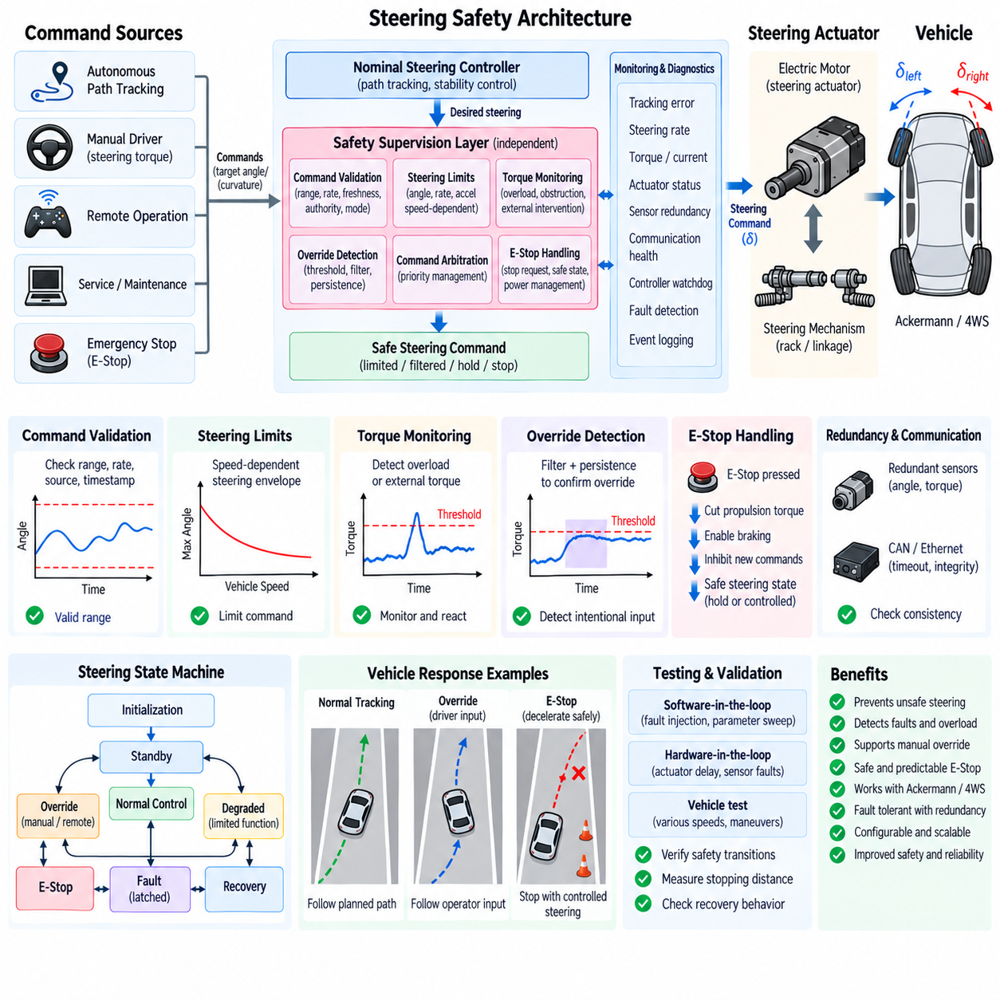 Steering Safety Architecture
Command Sources
Autonomous
Path Tracking
Manual Driver
(steering torque)
Remote Operation
Service / Maintenance
Emergency Stop
(E-Stop)
Commands
(target angle/
(curvature)
Nominal Steering Controller
(path tracking, stability control)
Desired steering
Safety Supervision Layer (independent)
Command Validation
(range, rate, freshness,
authority, mode)
Steering Limits
(angle, rate, accel
speed-dependent)
Torque Monitoring
(overload, obstruction,
external intervention)
Override Detection
(threshold, filter,
persistence)
Command Arbitration
(priority management)
E-Stop Handling
(stop request, safe state,
power management)
Safe Steering Command
(limited / filtered / hold / stop)
Monitoring & Diagnostics
Tracking error
Steering rate
Torque / current
Actuator status
Sensor redundancy
Communication
health
Controller watchdog
Fault detection
Event logging
Steering
Command
(δ)
Steering Actuator
Electric Motor
(steering actuator)
Steering Mechanism
(rack / linkage)
Vehicle
δleft
δright
Ackermann / 4WS
Command Validation
Check range, rate,
source, timestamp
Angle
Time
Valid range
Steering Limits
Speed-dependent
steering envelope
Max Angle
Vehicle Speed
Limit command
Torque Monitoring
Detect overload
or external torque
Threshold
Torque
Time
Monitor and react
Override Detection
Filter + persistence
to confirm override
Threshold
Torque
Time
Detect intentional input
E-Stop Handling
E-Stop pressed
Cut propulsion torque
Enable braking
Inhibit new commands
Safe steering state
(hold or controlled)
Redundancy & Communication
Redundant sensors
(angle, torque)
CAN / Ethernet
(timeout, integrity)
Check consistency
Steering State Machine
Initialization
Standby
Override
(manual / remote)
Normal Control
Degraded
(limited function)
E-Stop
Fault
(latched)
Recovery
Vehicle Response Examples
Normal Tracking
Follow planned path
Override
(driver input)
Follow operator input
E-Stop
(decelerate safely)
Stop with controlled
steering
Testing & Validation
Software-in-the-loop
(fault injection, parameter sweep)
Hardware-in-the-loop
(actuator delay, sensor faults)
Vehicle test
(various speeds, maneuvers)
Verify safety transitions
Measure stopping distance
Check recovery behavior
Benefits
Prevents unsafe steering
Detects faults and overload
Supports manual override
Safe and predictable E-Stop
Works with Ackermann / 4WS
Fault tolerant with redundancy
Configurable and scalable
Improved safety and reliability